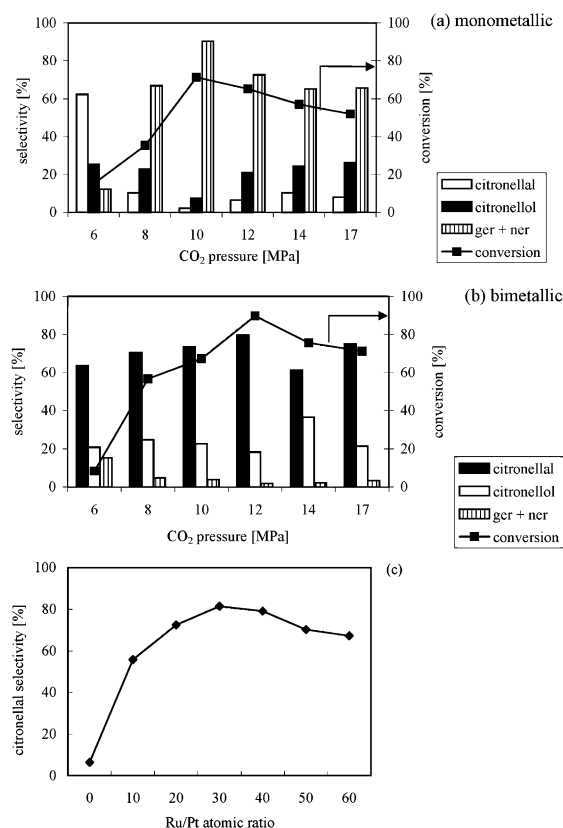 (a) monometallic
100 100
80 80
60 60
40 40
20 20
0 0
selectivity [%]
conversion [%]
6 8 10 12 14 17
CO2 pressure [MPa]
citronellal
citronellol
ger + ner
conversion
(b) bimetallic
100 100
80 80
60 60
40 40
20 20
0 0
selectivity [%]
conversion [%]
6 8 10 12 14 17
CO2 pressure [MPa]
citronellal
citronellol
ger + ner
conversion
(c)
100
80
60
40
20
0
citronellal selectivity [%]
0 10 20 30 40 50 60
Ru/Pt atomic ratio